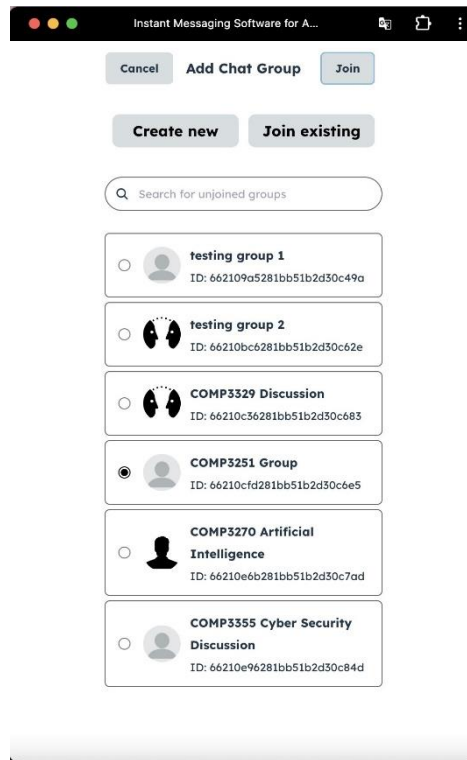 Instant Messaging Software for A...
Cancel Add Chat Group Join
Create new Join existing
Search for unjoined groups
testing group 1
ID: 662109a5281bb51b2d30c49a
testing group 2
ID: 66210bc6281bb51b2d30c62e
COMP3329 Discussion
ID: 66210c36281bb51b2d30c683
COMP3251 Group
ID: 66210cfd281bb51b2d30c6e5
COMP3270 Artificial
Intelligence
ID: 66210e6b281bb51b2d30c7ad
COMP3355 Cyber Security
Discussion
ID: 66210e96281bb51b2d30c84d